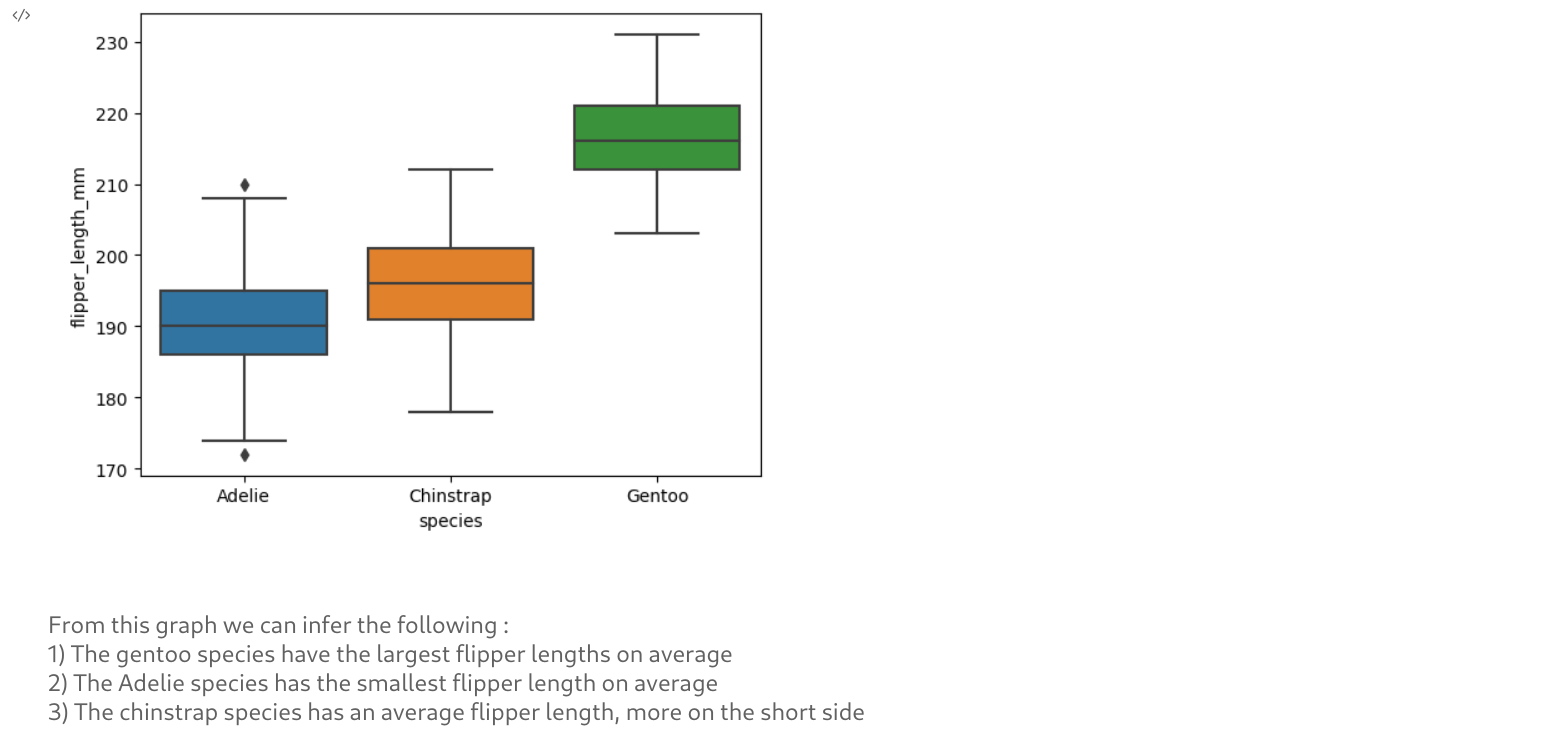 </>
230
220
210
200
190
180
170
flipper_length_mm
Adelie Chinstrap Gentoo
species
From this graph we can infer the following :
1) The gentoo species have the largest flipper lengths on average
2) The Adelie species has the smallest flipper length on average
3) The chinstrap species has an average flipper length, more on the short side